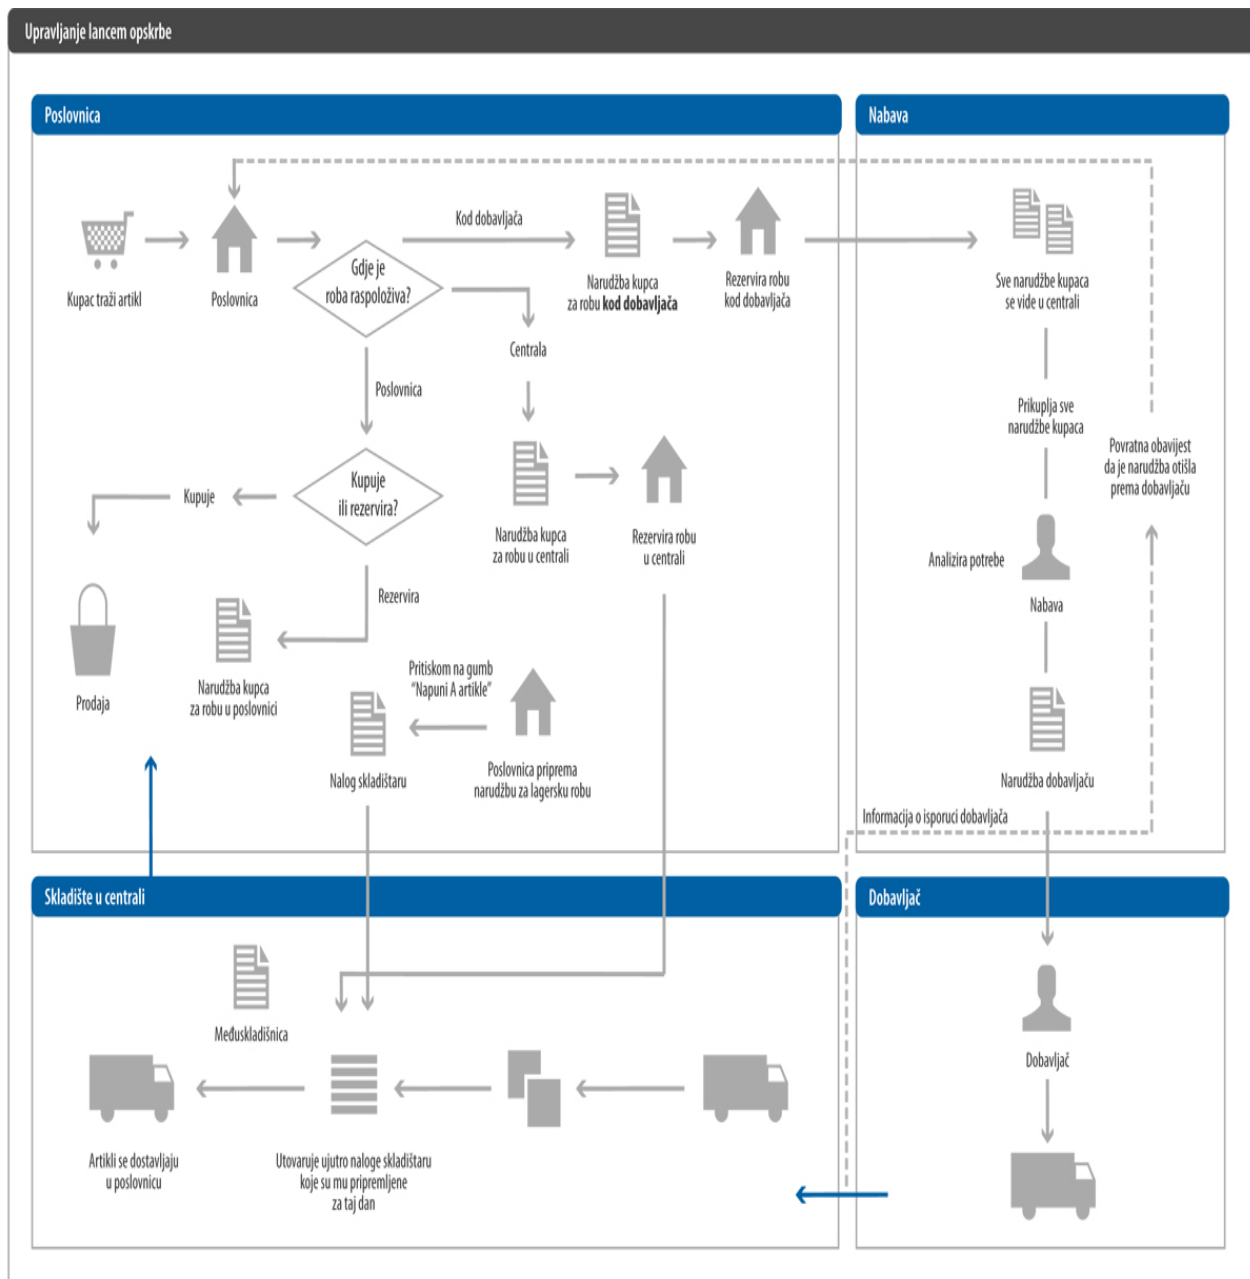 Upravljanje lancem opskrbe
Poslovnica
Kupac traži artikl
Poslovnica
Gdje je
roba raspoloživa?
Kod dobavljača
Narudžba kupca
za robu kod dobavljača
Rezervira robu
kod dobavljača
Centrala
Poslovnica
Kupuje
ili rezervira?
Kupuje
Narudžba kupca
za robu u centrali
Rezervira robu
u centrali
Rezervira
Prodaja
Narudžba kupca
za robu u poslovnici
Pritiskom na gumb
"Napuni A artikle"
Nalog skladištaru
Poslovnica priprema
narudžbu za lagersku robu
Nabava
Sve narudžbe kupaca
se vide u centrali
Prikuplja sve
narudžbe kupaca
Povratna obavijest
da je narudžba otišla
prema dobavljaču
Analizira potrebe
Nabava
Narudžba dobavljaču
Informacija o isporuci dobavljača
Skladište u centrali
Međuskladišnica
Artikli se dostavljaju
u poslovnicu
Utovaruje ujutro naloge skladištaru
koje su mu pripremljene
za taj dan
Dobavljač
Dobavljač